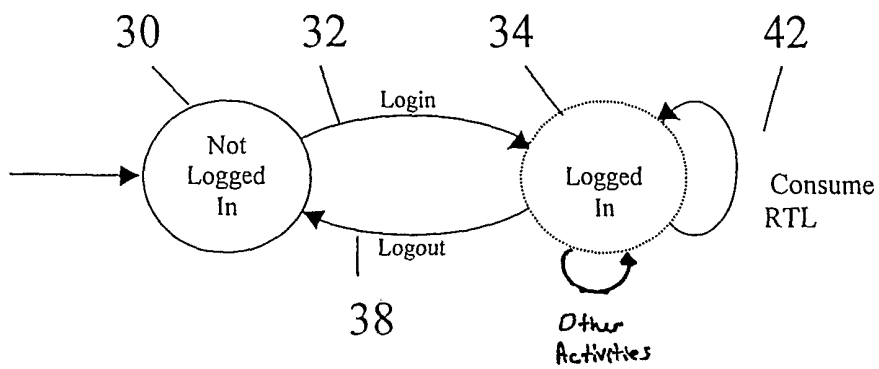 30
32
34
42
Login
Not
Logged
In
Logged
In
Consume
RTL
Logout
38
Other
Activities